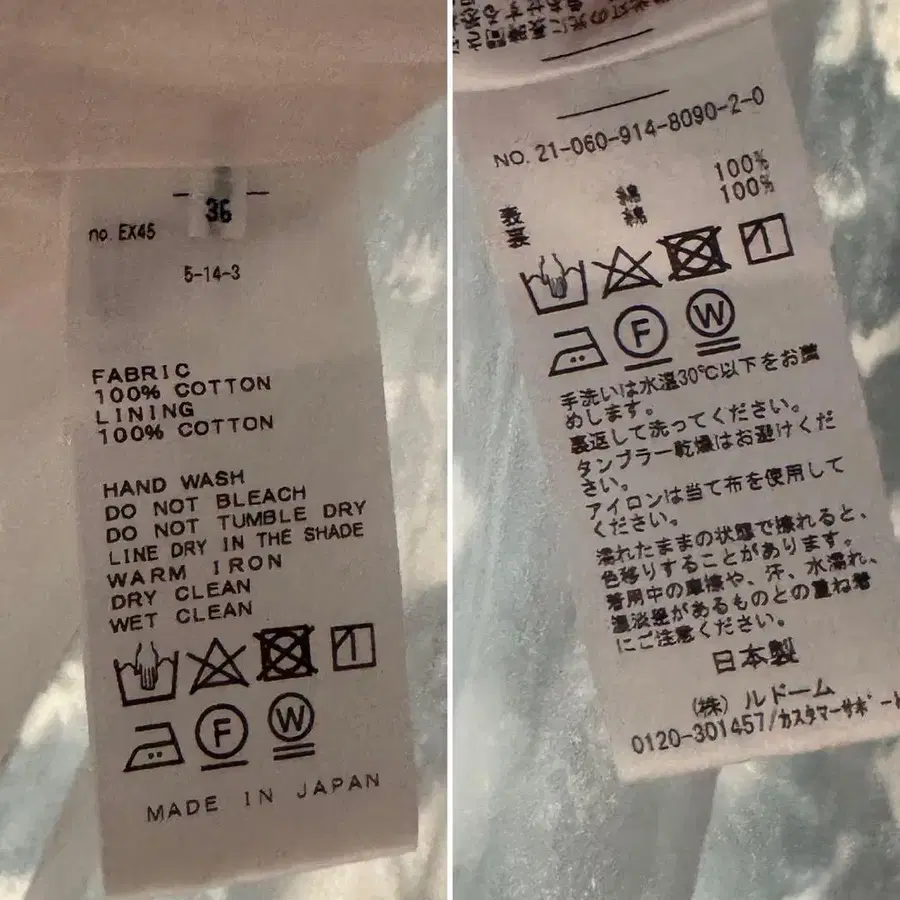 36
no. EX45
5-14-3
FABRIC
100% COTTON
LINING
100% COTTON
HAND WASH
DO NOT BLEACH
DO NOT TUMBLE DRY
LINE DRY IN THE SHADE
WARM IRON
DRY CLEAN
WET CLEAN
F W
MADE IN JAPAN
NO. 21-060-914-8090-2-0
表 綿 100%
裏 綿 100%
F W
手洗いは水温30℃以下をお薦
めします。
裏返して洗ってください。
タンブラー乾燥はお避けくだ
さい。
アイロンは当て布を使用して
ください。
濡れたままの状態で擦れると、
色移りすることがあります。
着用中の摩擦や、汗、水濡れ、
濃淡差があるものとの重ね着
にご注意ください。
日本製
(株) ルドーム
0120-301457/カスタマーサポート